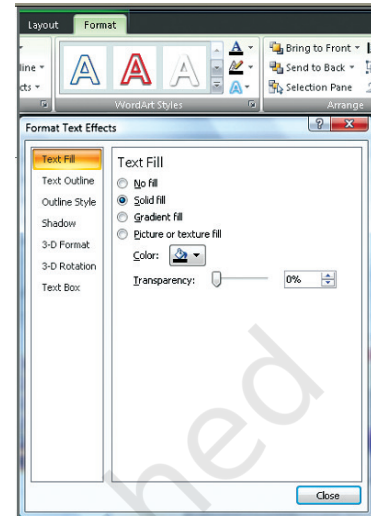 Layout Format
A A A A
Bring to Front
line Send to Back
cts Selection Pane
WordArt Styles Arrange
Format Text Effects
Text Fill
Text Outline
Outline Style
Shadow
3-D Format
3-D Rotation
Text Box
Text Fill
No fill
Solid fill
Gradient fill
Picture or texture fill
Color:
Transparency: 0%
Close
shed